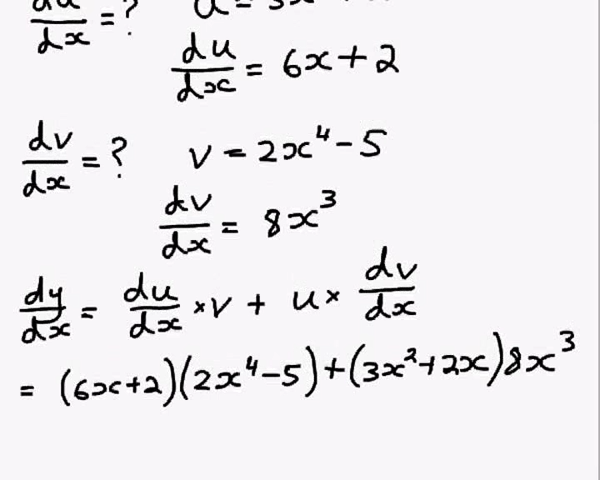 du/dx = ? u = 3x
du/dx = 6x + 2
dv/dx = ? v = 2x⁴ - 5
dv/dx = 8x³
dy/dx = du/dx × v + u × dv/dx
= (6x+2)(2x⁴-5)+(3x²+2x)8x³